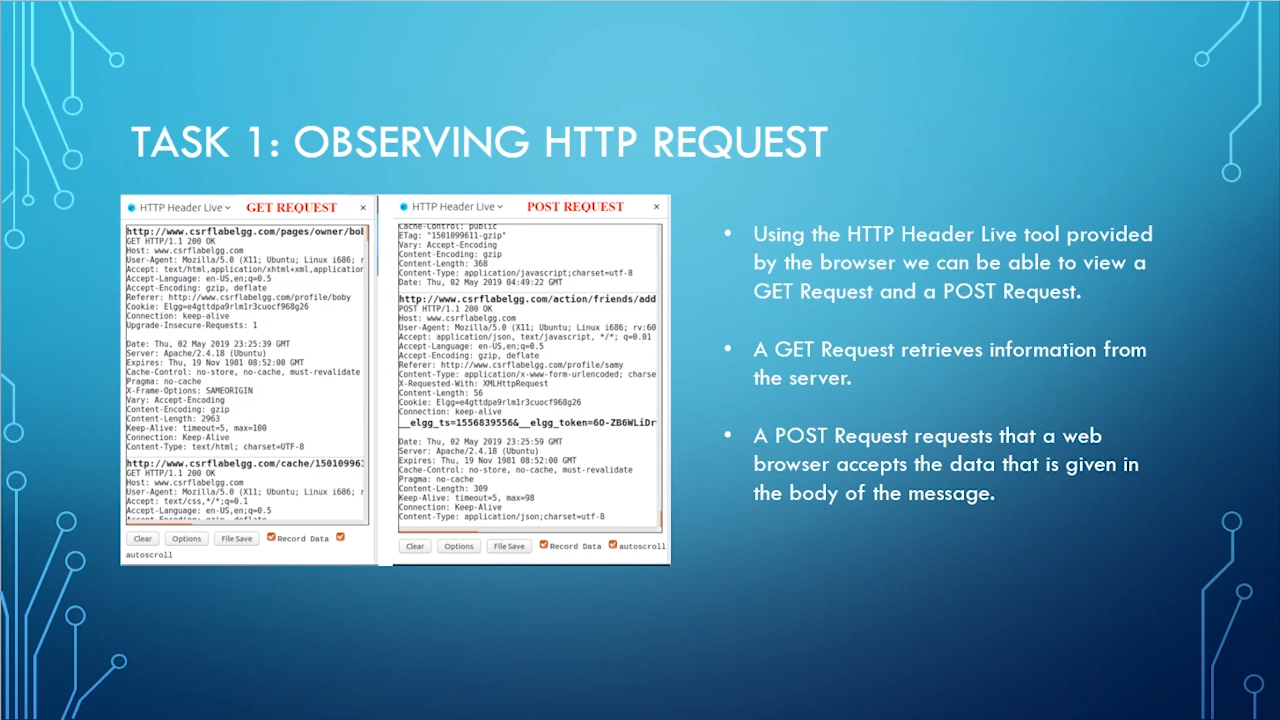 TASK 1: OBSERVING HTTP REQUEST
HTTP Header Live
GET REQUEST
×
http://www.csrflabelgg.com/pages/owner/bob
GET HTTP/1.1 200 OK
Host: www.csrflabelgg.com
User-Agent: Mozilla/5.0 (X11; Ubuntu; Linux i686; r
Accept: text/html,application/xhtml+xml,application
Accept-Language: en-US,en;q=0.5
Accept-Encoding: gzip, deflate
Referer: http://www.csrflabelgg.com/profile/boby
Cookie: Elgg=e4gttdpa9rlm1r3cuocf968g26
Connection: keep-alive
Upgrade-Insecure-Requests: 1
Date: Thu, 02 May 2019 23:25:39 GMT
Server: Apache/2.4.18 (Ubuntu)
Expires: Thu, 19 Nov 1981 08:52:00 GMT
Cache-Control: no-store, no-cache, must-revalidate
Pragma: no-cache
X-Frame-Options: SAMEORIGIN
Vary: Accept-Encoding
Content-Encoding: gzip
Content-Length: 2963
Keep-Alive: timeout=5, max=100
Connection: Keep-Alive
Content-Type: text/html; charset=UTF-8
http://www.csrflabelgg.com/cache/150109961
GET HTTP/1.1 200 OK
Host: www.csrflabelgg.com
User-Agent: Mozilla/5.0 (X11; Ubuntu; Linux i686; r
Accept: text/css,*/*;q=0.1
Accept-Language: en-US,en;q=0.5
Accept-Encoding: gzip, deflate
Clear Options File Save Record Data
autoscroll
HTTP Header Live
POST REQUEST
×
Cache-Control: public
ETag: "1501099611-gzip"
Vary: Accept-Encoding
Content-Encoding: gzip
Content-Length: 368
Content-Type: application/javascript;charset=utf-8
Date: Thu, 02 May 2019 04:49:22 GMT
http://www.csrflabelgg.com/action/friends/add
POST HTTP/1.1 200 OK
Host: www.csrflabelgg.com
User-Agent: Mozilla/5.0 (X11; Ubuntu; Linux i686; rv:60
Accept: application/json, text/javascript, */*; q=0.01
Accept-Language: en-US,en;q=0.5
Accept-Encoding: gzip, deflate
Referer: http://www.csrflabelgg.com/profile/samy
Content-Type: application/x-www-form-urlencoded; charse
X-Requested-With: XMLHttpRequest
Content-Length: 56
Cookie: Elgg=e4gttdpa9rlm1r3cuocf968g26
Connection: keep-alive
__elgg_ts=1556839556&__elgg_token=6O-ZB6WLiDr
Date: Thu, 02 May 2019 23:25:59 GMT
Server: Apache/2.4.18 (Ubuntu)
Expires: Thu, 19 Nov 1981 08:52:00 GMT
Cache-Control: no-store, no-cache, must-revalidate
Pragma: no-cache
Content-Length: 309
Keep-Alive: timeout=5, max=98
Connection: Keep-Alive
Content-Type: application/json;charset=utf-8
Clear Options File Save Record Data autoscroll
• Using the HTTP Header Live tool provided
by the browser we can be able to view a
GET Request and a POST Request.
• A GET Request retrieves information from
the server.
• A POST Request requests that a web
browser accepts the data that is given in
the body of the message.